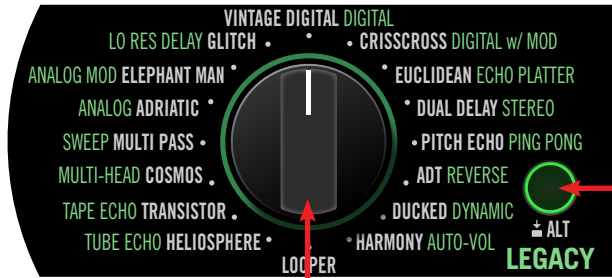 VINTAGE DIGITAL DIGITAL
LO RES DELAY GLITCH
CRISSCROSS DIGITAL w/ MOD
ANALOG MOD ELEPHANT MAN
EUCLIDEAN ECHO PLATTER
ANALOG ADRIATIC
DUAL DELAY STEREO
SWEEP MULTI PASS
PITCH ECHO PING PONG
MULTI-HEAD COSMOS
ADT REVERSE
TAPE ECHO TRANSISTOR
DUCKED DYNAMIC
TUBE ECHO HELIOSPHERE
HARMONY AUTO-VOL
LOOPER
ALT
LEGACY